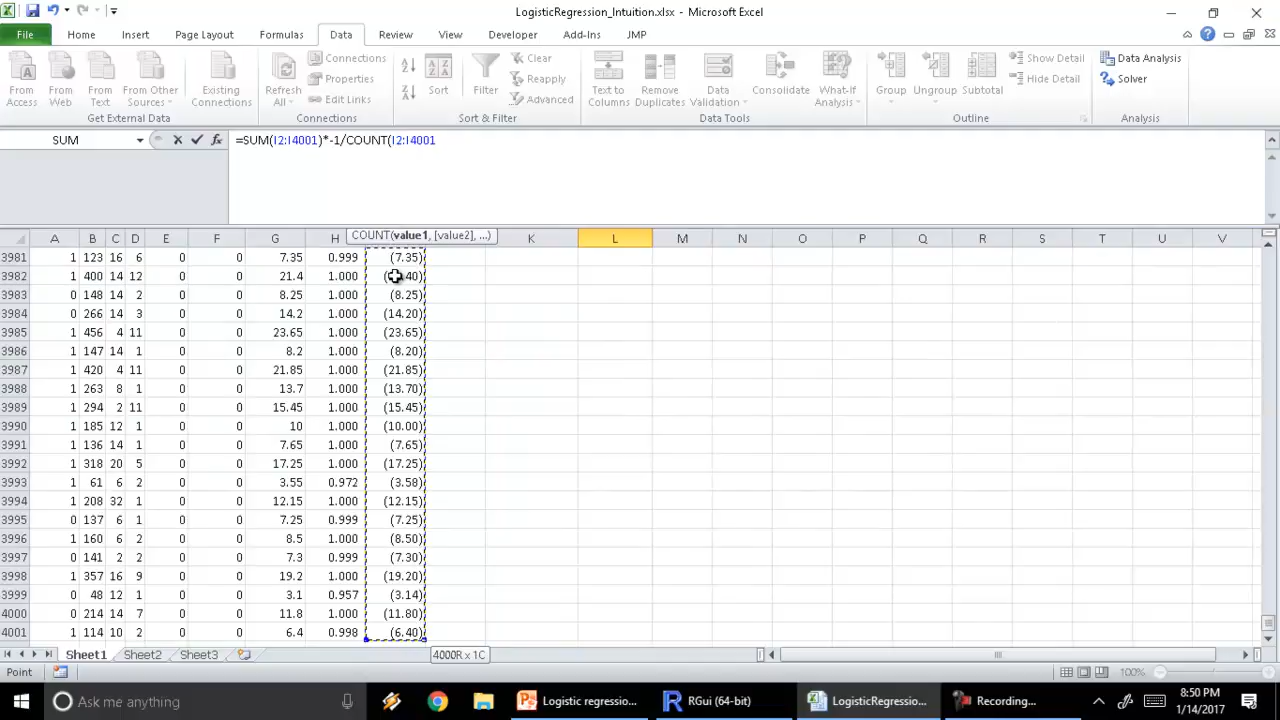 LogisticRegression_Intuition.xlsx - Microsoft Excel
File Home Insert Page Layout Formulas Data Review View Developer Add-Ins JMP
From Access
From Web
From Text
From Other Sources
Existing Connections
Get External Data
Refresh All
Connections
Properties
Edit Links
Connections
Sort
Filter
Clear
Reapply
Advanced
Sort & Filter
Text to Columns
Remove Duplicates
Data Validation
Consolidate
What-If Analysis
Data Tools
Group
Ungroup
Subtotal
Show Detail
Hide Detail
Outline
Data Analysis
Solver
Analysis
SUM =SUM(I2:I4001)*-1/COUNT(I2:I4001
COUNT(value1, [value2], ...)
A B C D E F G H K L M N O P Q R S T U V
3981 1 123 16 6 0 0 7.35 0.999 (7.35)
3982 1 400 14 12 0 0 21.4 1.000
3983 0 148 14 2 0 0 8.25 1.000 (8.25)
3984 0 266 14 3 0 0 14.2 1.000 (14.20)
3985 1 456 4 11 0 0 23.65 1.000 (23.65)
3986 1 147 14 1 0 0 8.2 1.000 (8.20)
3987 1 420 4 11 0 0 21.85 1.000 (21.85)
3988 1 263 8 1 0 0 13.7 1.000 (13.70)
3989 1 294 2 11 0 0 15.45 1.000 (15.45)
3990 1 185 12 1 0 0 10 1.000 (10.00)
3991 1 136 14 1 0 0 7.65 1.000 (7.65)
3992 1 318 20 5 0 0 17.25 1.000 (17.25)
3993 1 61 6 2 0 0 3.55 0.972 (3.58)
3994 1 208 32 1 0 0 12.15 1.000 (12.15)
3995 0 137 6 1 0 0 7.25 0.999 (7.25)
3996 1 160 6 2 0 0 8.5 1.000 (8.50)
3997 0 141 2 2 0 0 7.3 0.999 (7.30)
3998 1 357 16 9 0 0 19.2 1.000 (19.20)
3999 0 48 12 1 0 0 3.1 0.957 (3.14)
4000 0 214 14 7 0 0 11.8 1.000 (11.80)
4001 1 114 10 2 0 0 6.4 0.998 (6.40)
Sheet1 Sheet2 Sheet3 4000R x 1C
Point 100%
Ask me anything Logistic regressio... RGui (64-bit) LogisticRegression... Recording...
8:50 PM
1/14/2017